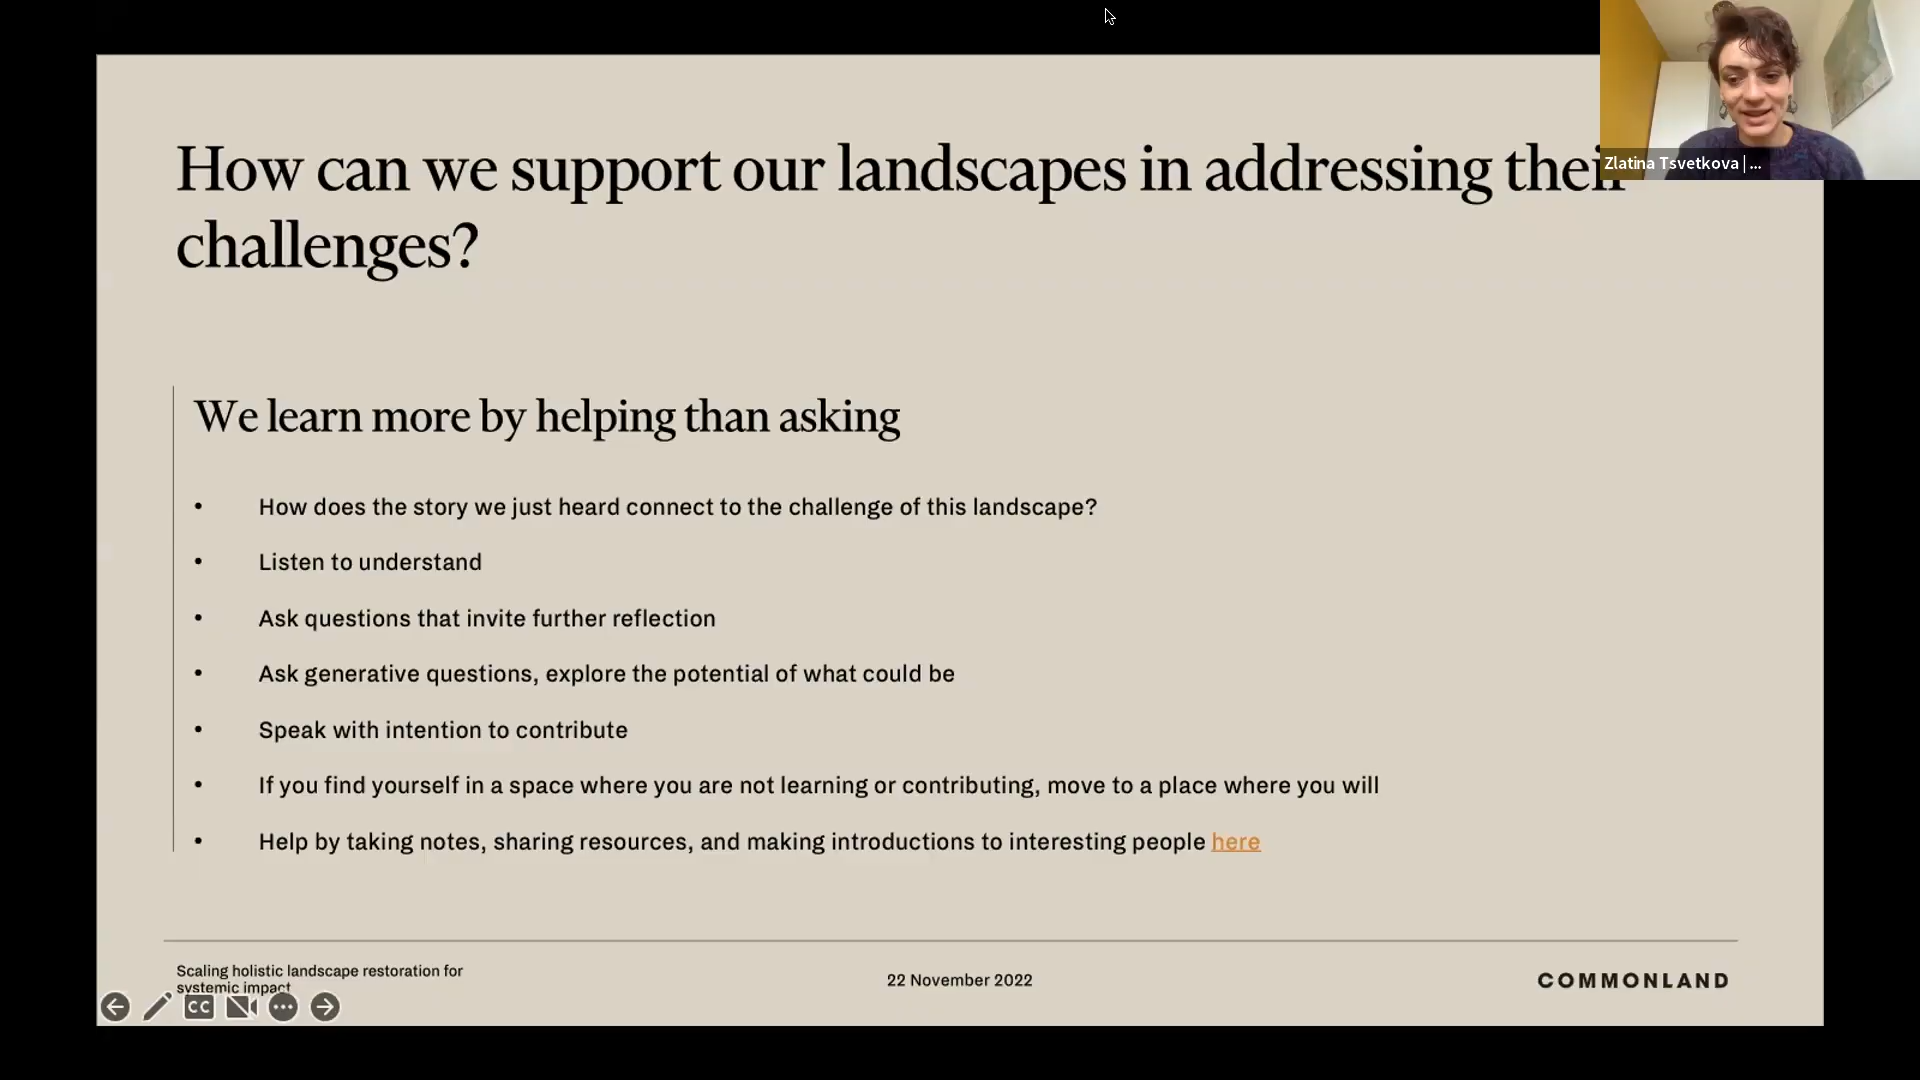 How can we support our landscapes in addressing their
challenges?
Zlatina Tsvetkova | ...
We learn more by helping than asking
• How does the story we just heard connect to the challenge of this landscape?
• Listen to understand
• Ask questions that invite further reflection
• Ask generative questions, explore the potential of what could be
• Speak with intention to contribute
• If you find yourself in a space where you are not learning or contributing, move to a place where you will
• Help by taking notes, sharing resources, and making introductions to interesting people here
Scaling holistic landscape restoration for
systemic impact
22 November 2022
COMMONLAND
CC